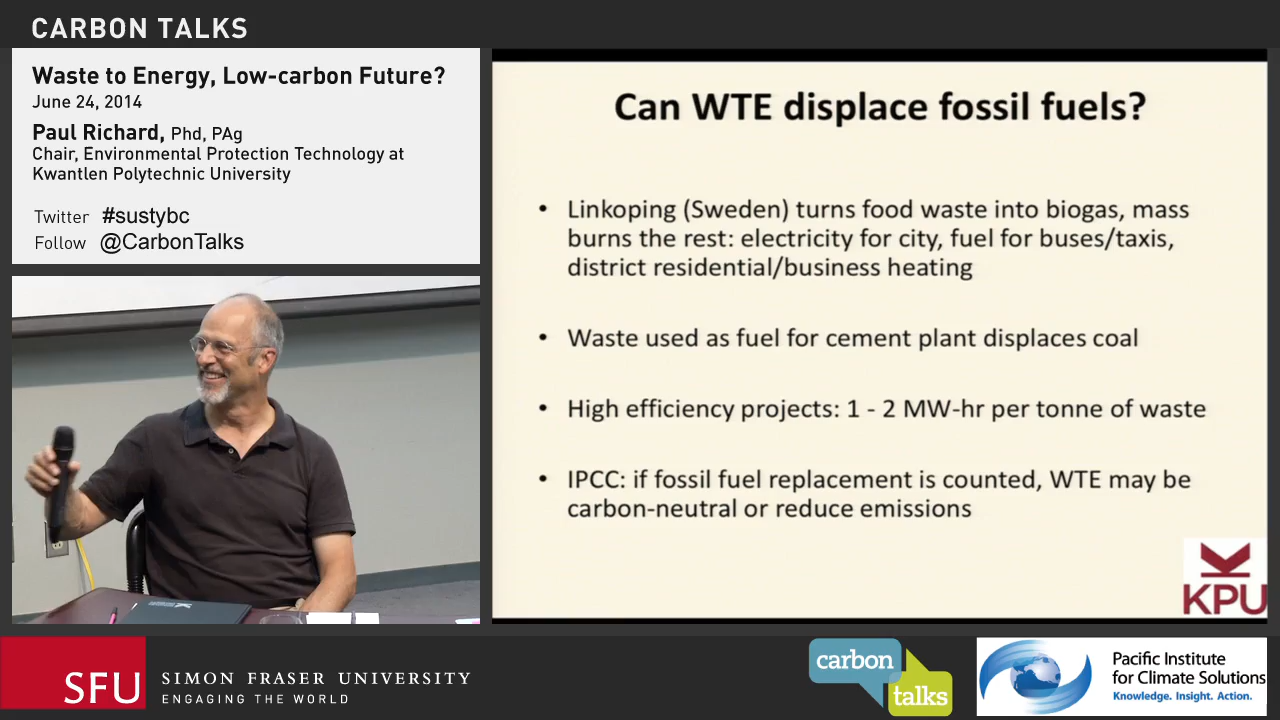 CARBON TALKS
Waste to Energy, Low-carbon Future?
June 24, 2014
Paul Richard, Phd, PAg
Chair, Environmental Protection Technology at
Kwantlen Polytechnic University
Twitter #sustybc
Follow @CarbonTalks
Can WTE displace fossil fuels?
• Linkoping (Sweden) turns food waste into biogas, mass
burns the rest: electricity for city, fuel for buses/taxis,
district residential/business heating
• Waste used as fuel for cement plant displaces coal
• High efficiency projects: 1 - 2 MW-hr per tonne of waste
• IPCC: if fossil fuel replacement is counted, WTE may be
carbon-neutral or reduce emissions
KPU
SFU
SIMON FRASER UNIVERSITY
ENGAGING THE WORLD
carbon
talks
Pacific Institute
for Climate Solutions
Knowledge. Insight. Action.